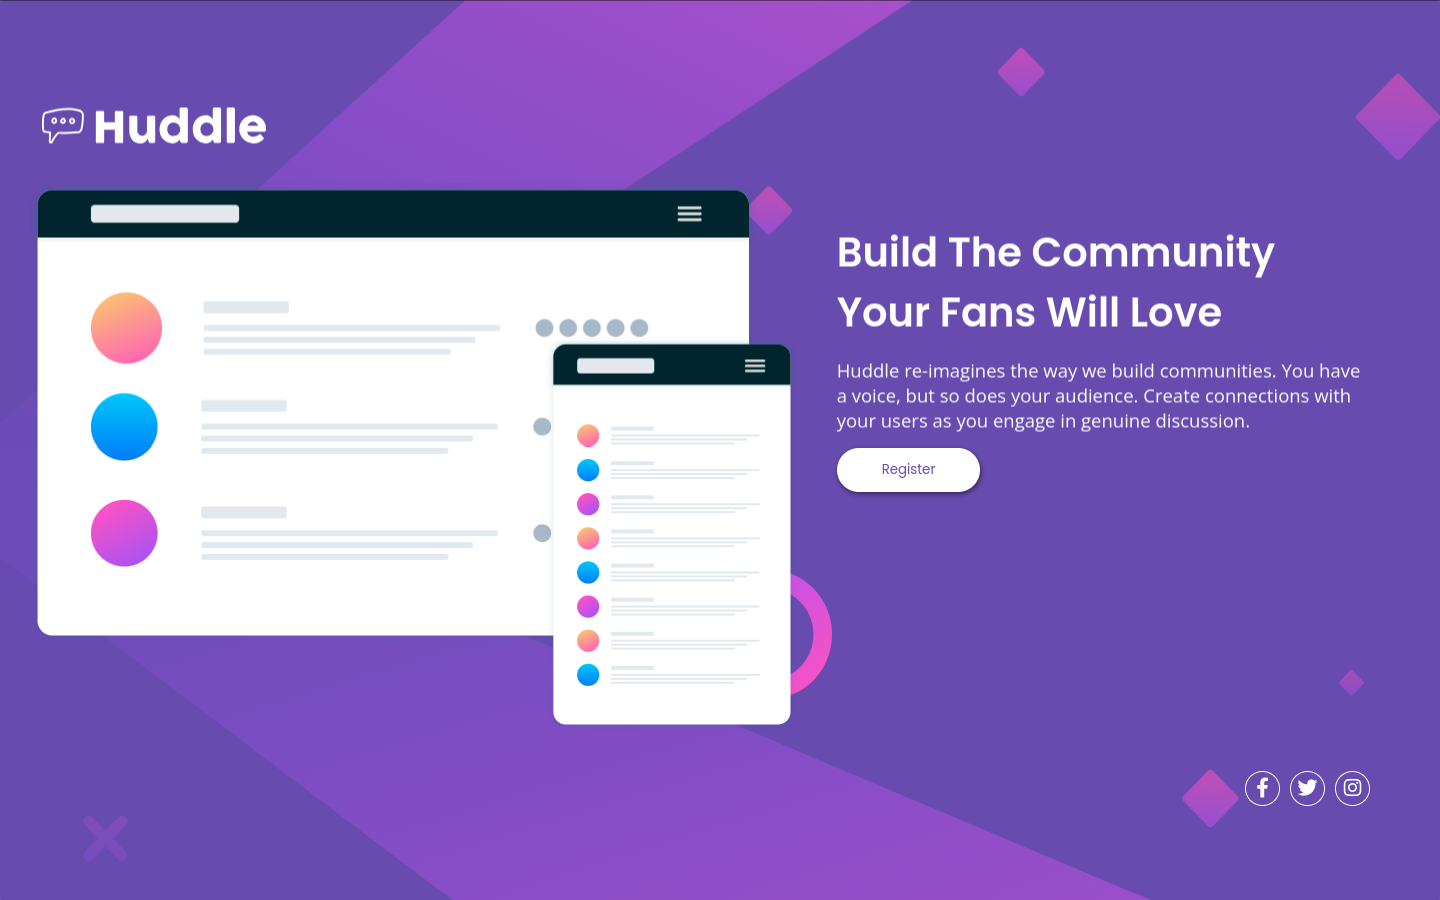 Huddle
Build The Community
Your Fans Will Love
Huddle re-imagines the way we build communities. You have
a voice, but so does your audience. Create connections with
your users as you engage in genuine discussion.
Register